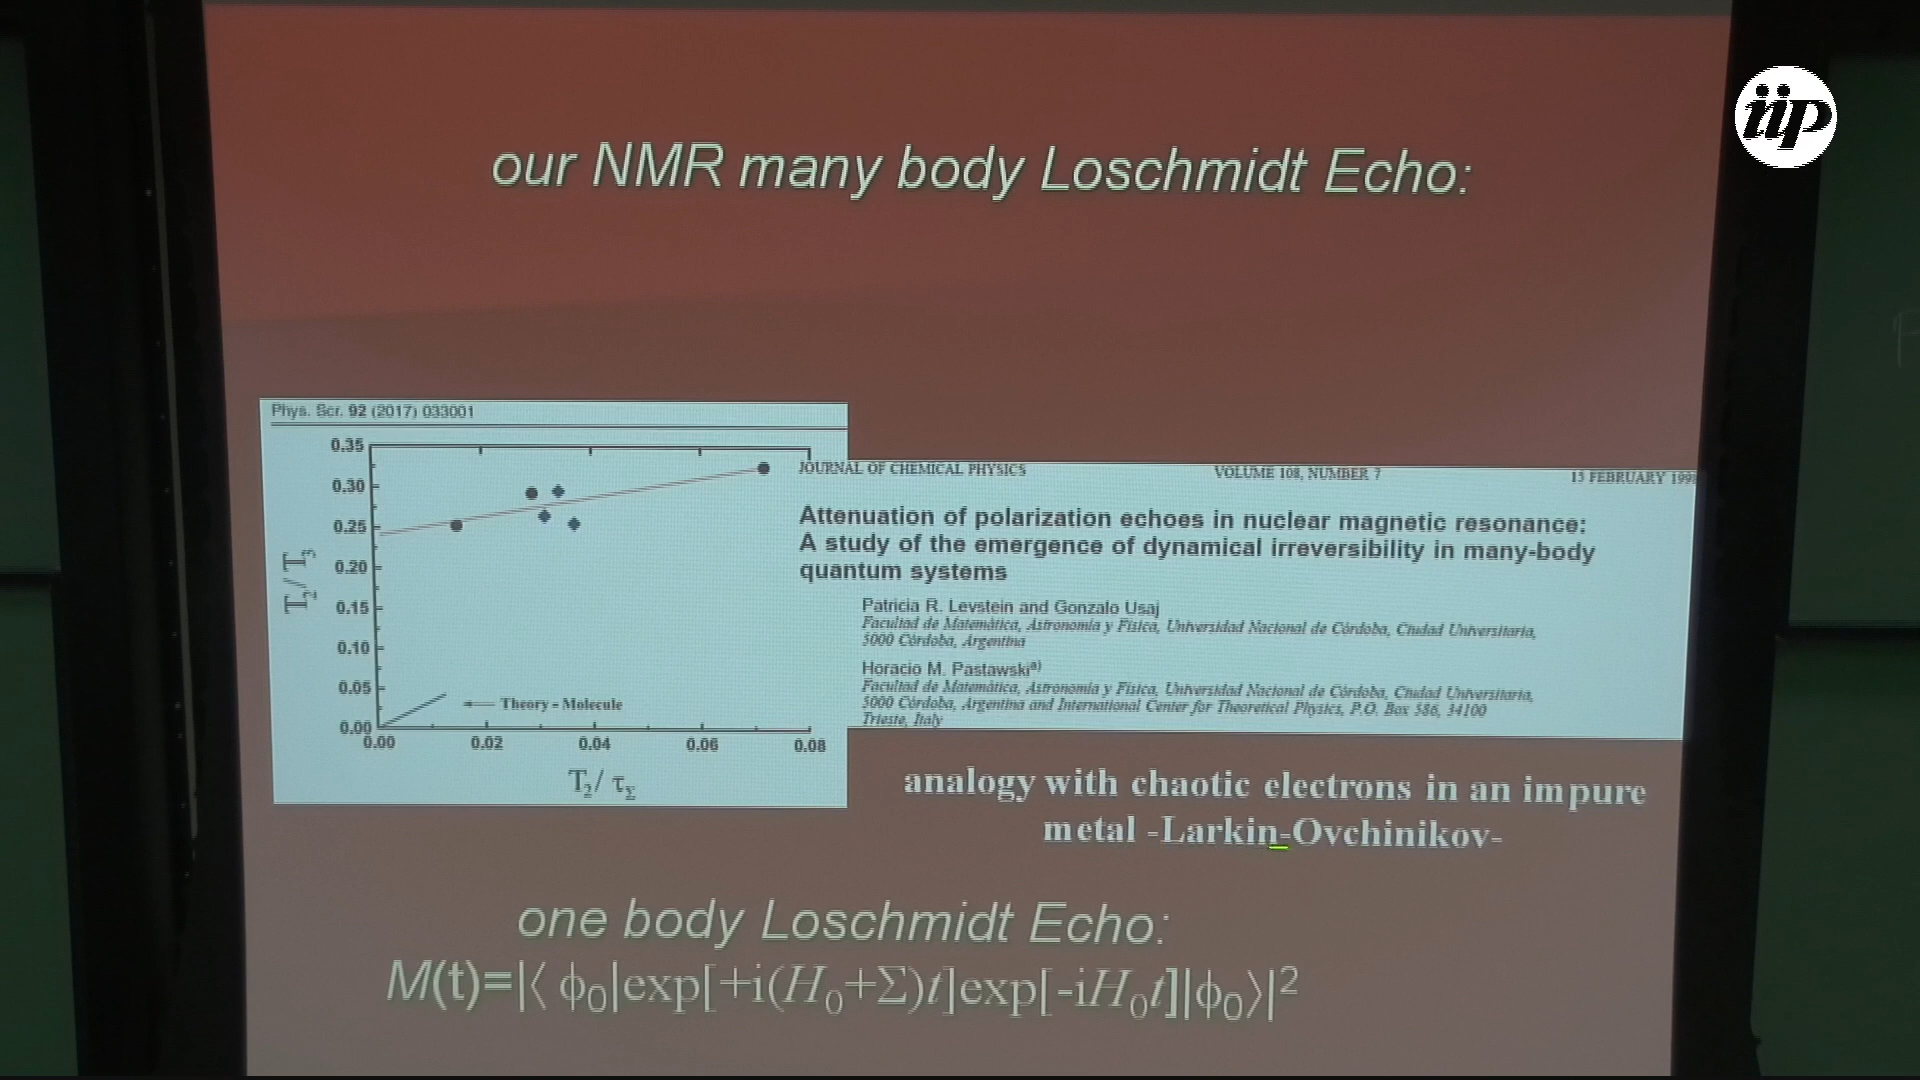 iip
our NMR many body Loschmidt Echo:
Phys. Scr. 92 (2017) 033001
0.35
0.30
0.25
0.20
0.15
0.10
0.05
0.00
T₂/ T₃
Theory - Molecule
0.00 0.02 0.04 0.06 0.08
T₂/ τ_Σ
JOURNAL OF CHEMICAL PHYSICS VOLUME 108, NUMBER 7 15 FEBRUARY 1998
Attenuation of polarization echoes in nuclear magnetic resonance:
A study of the emergence of dynamical irreversibility in many-body
quantum systems
Patricia R. Levstein and Gonzalo Usaj
Facultad de Matemática, Astronomía y Física, Universidad Nacional de Córdoba, Ciudad Universitaria,
5000 Córdoba, Argentina
Horacio M. Pastawskiᵃ⁾
Facultad de Matemática, Astronomía y Física, Universidad Nacional de Córdoba, Ciudad Universitaria,
5000 Córdoba, Argentina and International Center for Theoretical Physics, P.O. Box 586, 34100
Trieste, Italy
analogy with chaotic electrons in an impure
metal -Larkin-Ovchinikov-
one body Loschmidt Echo:
M(t)=|⟨ ϕ₀|exp[+i(H₀+Σ)t]exp[-iH₀t]|ϕ₀⟩|²